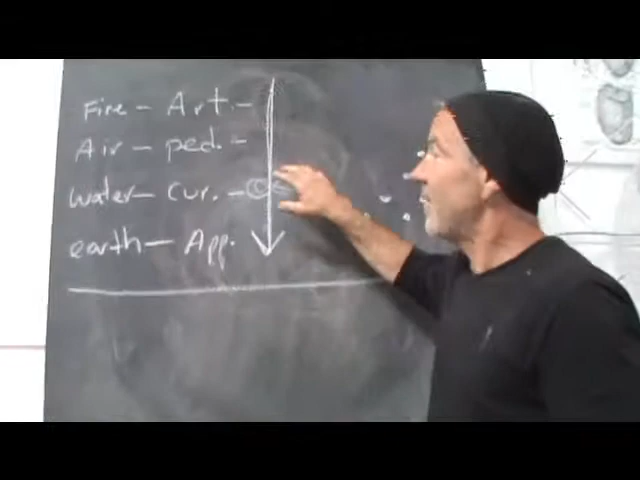 Fire - Art. -
Air - ped. -
water - cur. -
earth - App.